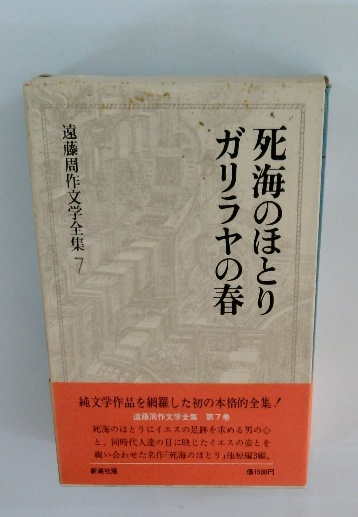 死海のほとり
ガリラヤの春
遠藤周作文学全集7
純文学作品を網羅した初の本格的全集！
遠藤周作文学全集 第7巻
死海のほとりにイエスの足跡を求める男の心
と、同時代人達の目に映じたイエスの姿とを
縫い合わせた名作「死海のほとり」他短編3編。
新潮社版
価1500円